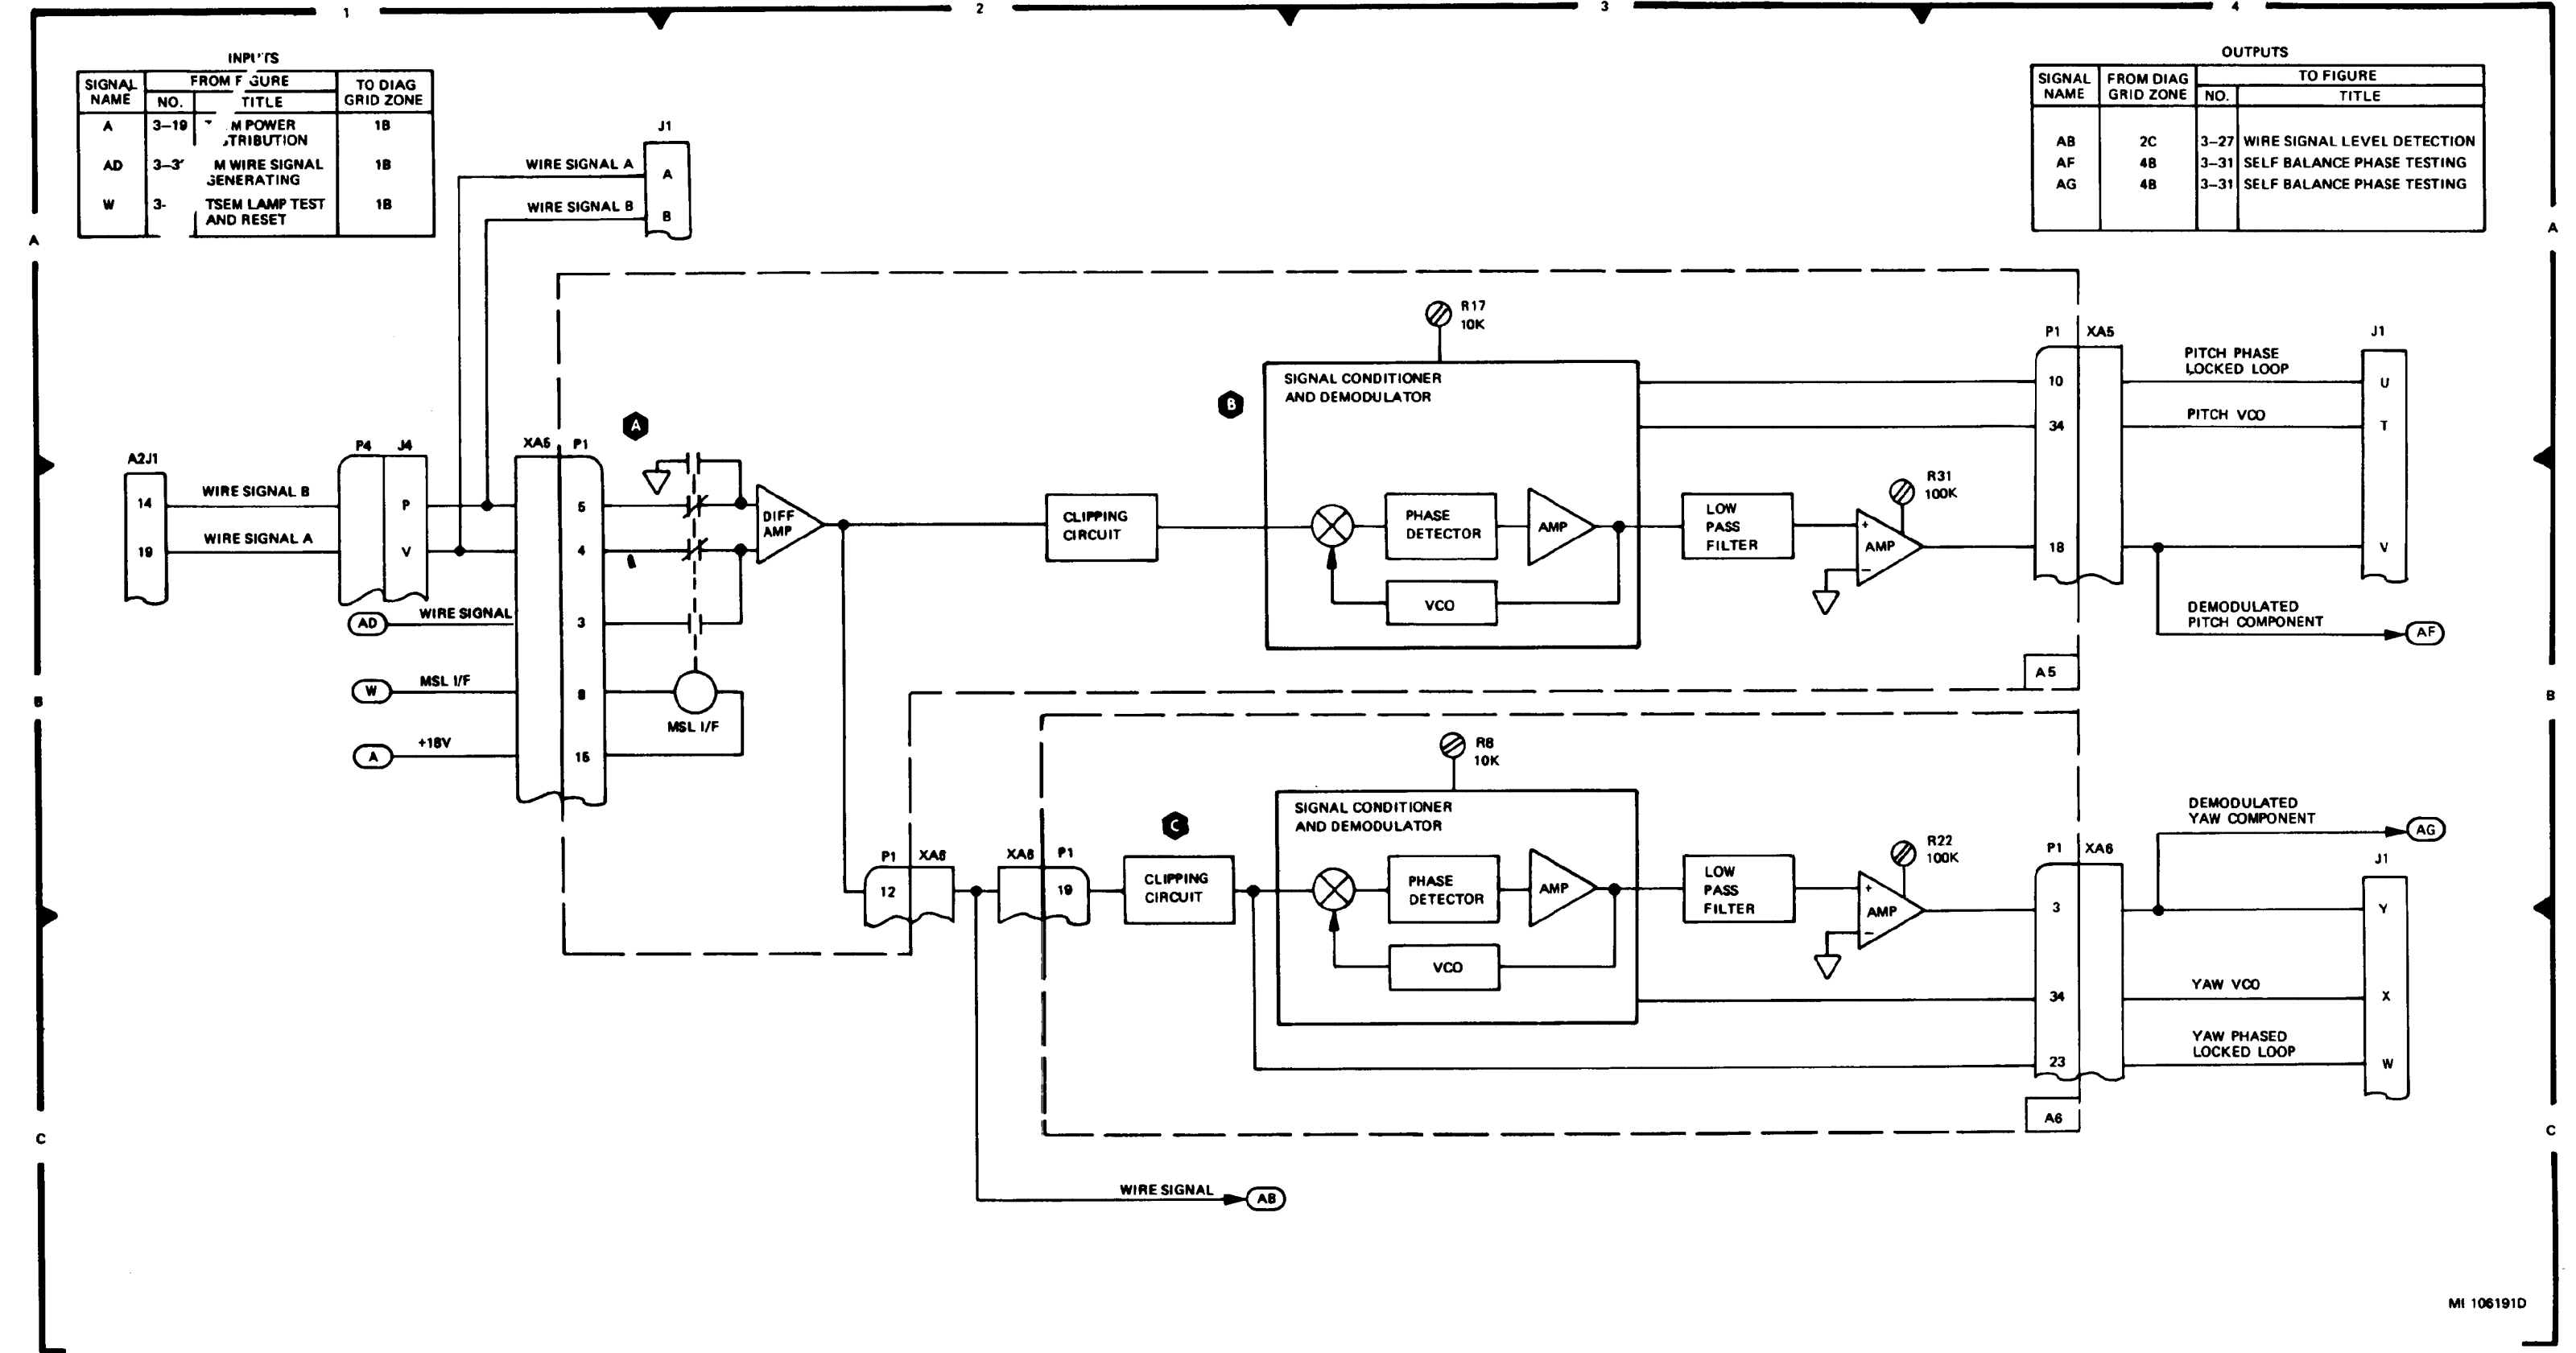 1 2 3 4
INPUTS
SIGNAL NAME
FROM FIGURE
TO DIAG GRID ZONE
NO. TITLE
A 3-19 M POWER 1B
AD M WIRE SIGNAL 1B
GENERATING
W TSEM LAMP TEST 1B
AND RESET
OUTPUTS
SIGNAL NAME
FROM DIAG GRID ZONE
TO FIGURE
NO. TITLE
AB 2C 3-27 WIRE SIGNAL LEVEL DETECTION
AF 4B 3-31 SELF BALANCE PHASE TESTING
AG 4B 3-31 SELF BALANCE PHASE TESTING
J1
WIRE SIGNAL A A
WIRE SIGNAL B B
A A
R17
10K
SIGNAL CONDITIONER
AND DEMODULATOR
B
P1 XA5
J1
PITCH PHASE
LOCKED LOOP
10 U
PITCH VCO
34 T
A
A2J1
P4 J4
XA5 P1
14 WIRE SIGNAL B P 5
19 WIRE SIGNAL A V 4
DIFF
AMP
CLIPPING
CIRCUIT
PHASE
DETECTOR
AMP
VCO
LOW
PASS
FILTER
R31
100K
+
AMP
-
18 V
AD WIRE SIGNAL 3
DEMODULATED
PITCH COMPONENT
AF
A5
W MSL I/F 8
MSL I/F
B B
A +18V 15
R8
10K
SIGNAL CONDITIONER
AND DEMODULATOR
C
DEMODULATED
YAW COMPONENT
AG
P1 XA5
12
XA6 P1
19
CLIPPING
CIRCUIT
PHASE
DETECTOR
AMP
VCO
LOW
PASS
FILTER
R22
100K
+
AMP
-
P1 XA6
J1
3 Y
34 YAW VCO X
YAW PHASED
LOCKED LOOP
23 W
A6
C C
WIRE SIGNAL AB
MI 106191D